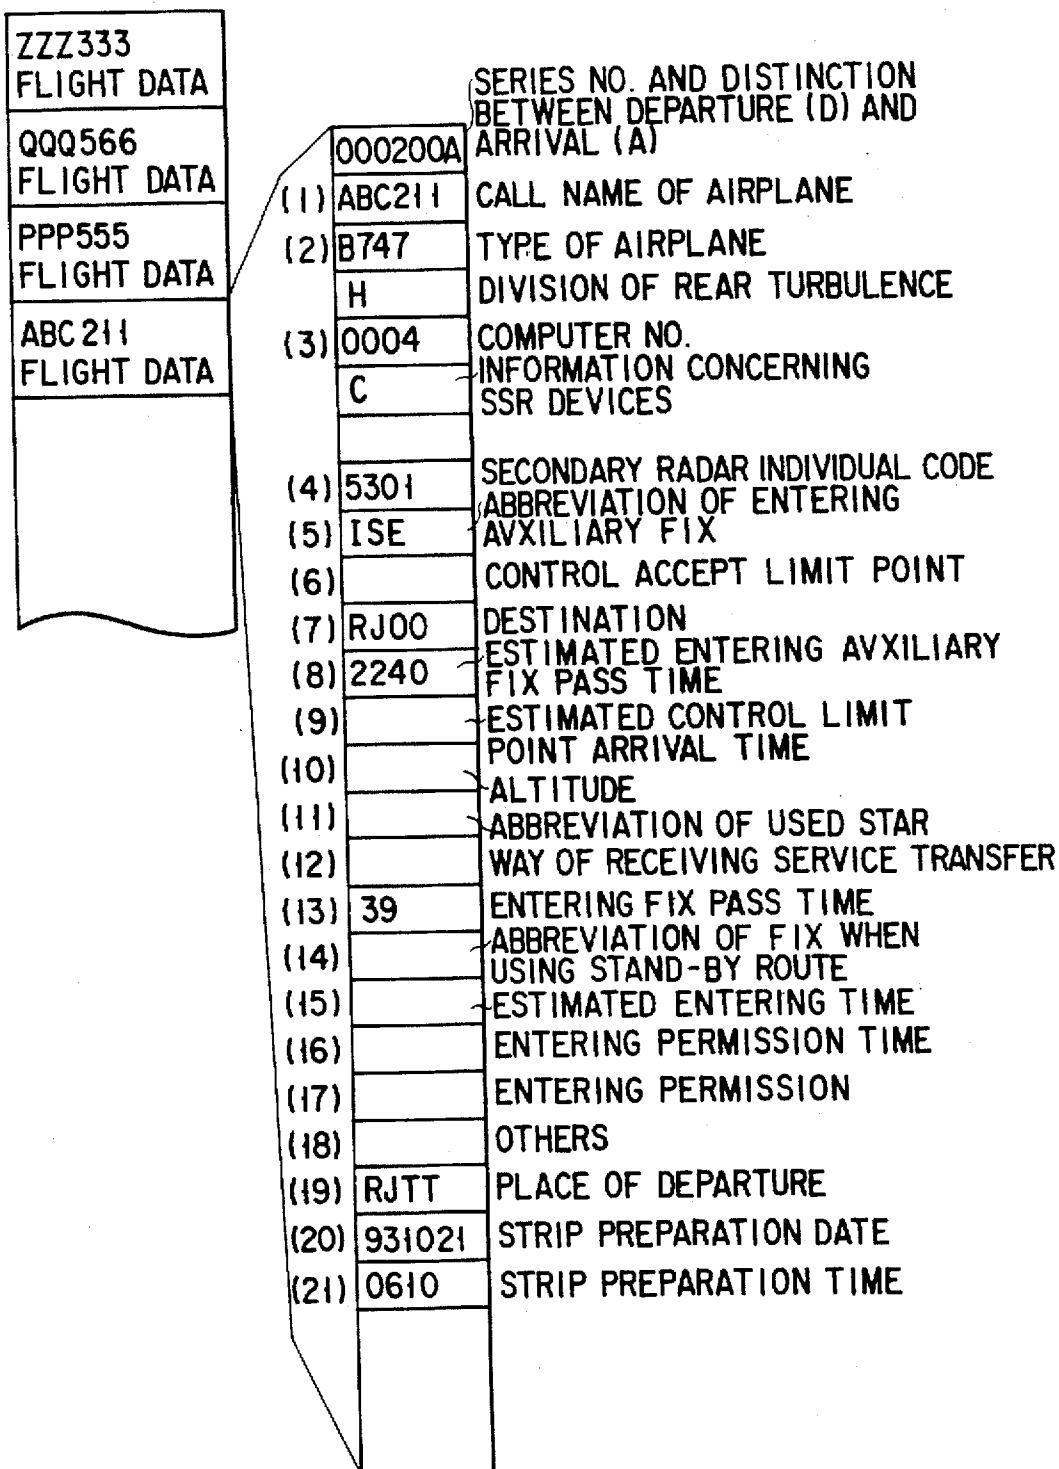 ZZZ333
FLIGHT DATA
QQQ566
FLIGHT DATA
PPP555
FLIGHT DATA
ABC211
FLIGHT DATA
SERIES NO. AND DISTINCTION
BETWEEN DEPARTURE (D) AND
000200A ARRIVAL (A)
(1) ABC211 CALL NAME OF AIRPLANE
(2) B747 TYPE OF AIRPLANE
H DIVISION OF REAR TURBULENCE
(3) 0004 COMPUTER NO.
C INFORMATION CONCERNING
SSR DEVICES
(4) 5301 SECONDARY RADAR INDIVIDUAL CODE
(5) ISE ABBREVIATION OF ENTERING
AVXILIARY FIX
(6) CONTROL ACCEPT LIMIT POINT
(7) RJOO DESTINATION
(8) 2240 ESTIMATED ENTERING AVXILIARY
FIX PASS TIME
(9) ESTIMATED CONTROL LIMIT
POINT ARRIVAL TIME
(10) ALTITUDE
(11) ABBREVIATION OF USED STAR
(12) WAY OF RECEIVING SERVICE TRANSFER
(13) 39 ENTERING FIX PASS TIME
(14) ABBREVIATION OF FIX WHEN
USING STAND-BY ROUTE
(15) ESTIMATED ENTERING TIME
(16) ENTERING PERMISSION TIME
(17) ENTERING PERMISSION
(18) OTHERS
(19) RJTT PLACE OF DEPARTURE
(20) 931021 STRIP PREPARATION DATE
(21) 0610 STRIP PREPARATION TIME